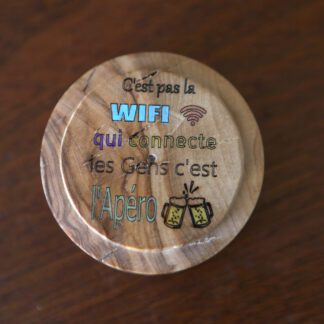 C'est pas la
WIFI
qui connecte
les Gens c'est
l'Apéro